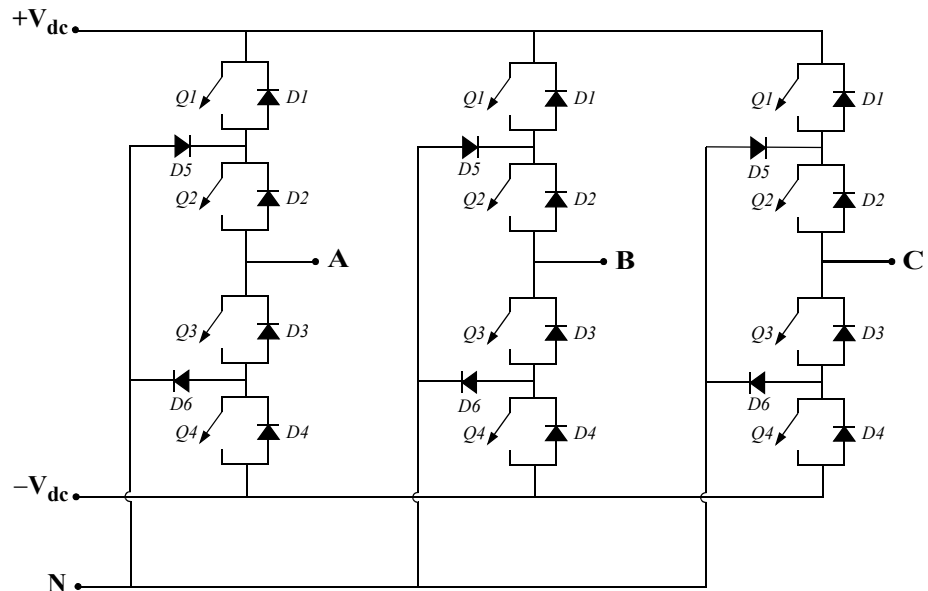 +Vdc
Q1 D1 Q1 D1 Q1 D1
D5 D5 D5
Q2 D2 Q2 D2 Q2 D2
A B C
Q3 D3 Q3 D3 Q3 D3
D6 D6 D6
Q4 D4 Q4 D4 Q4 D4
–Vdc
N